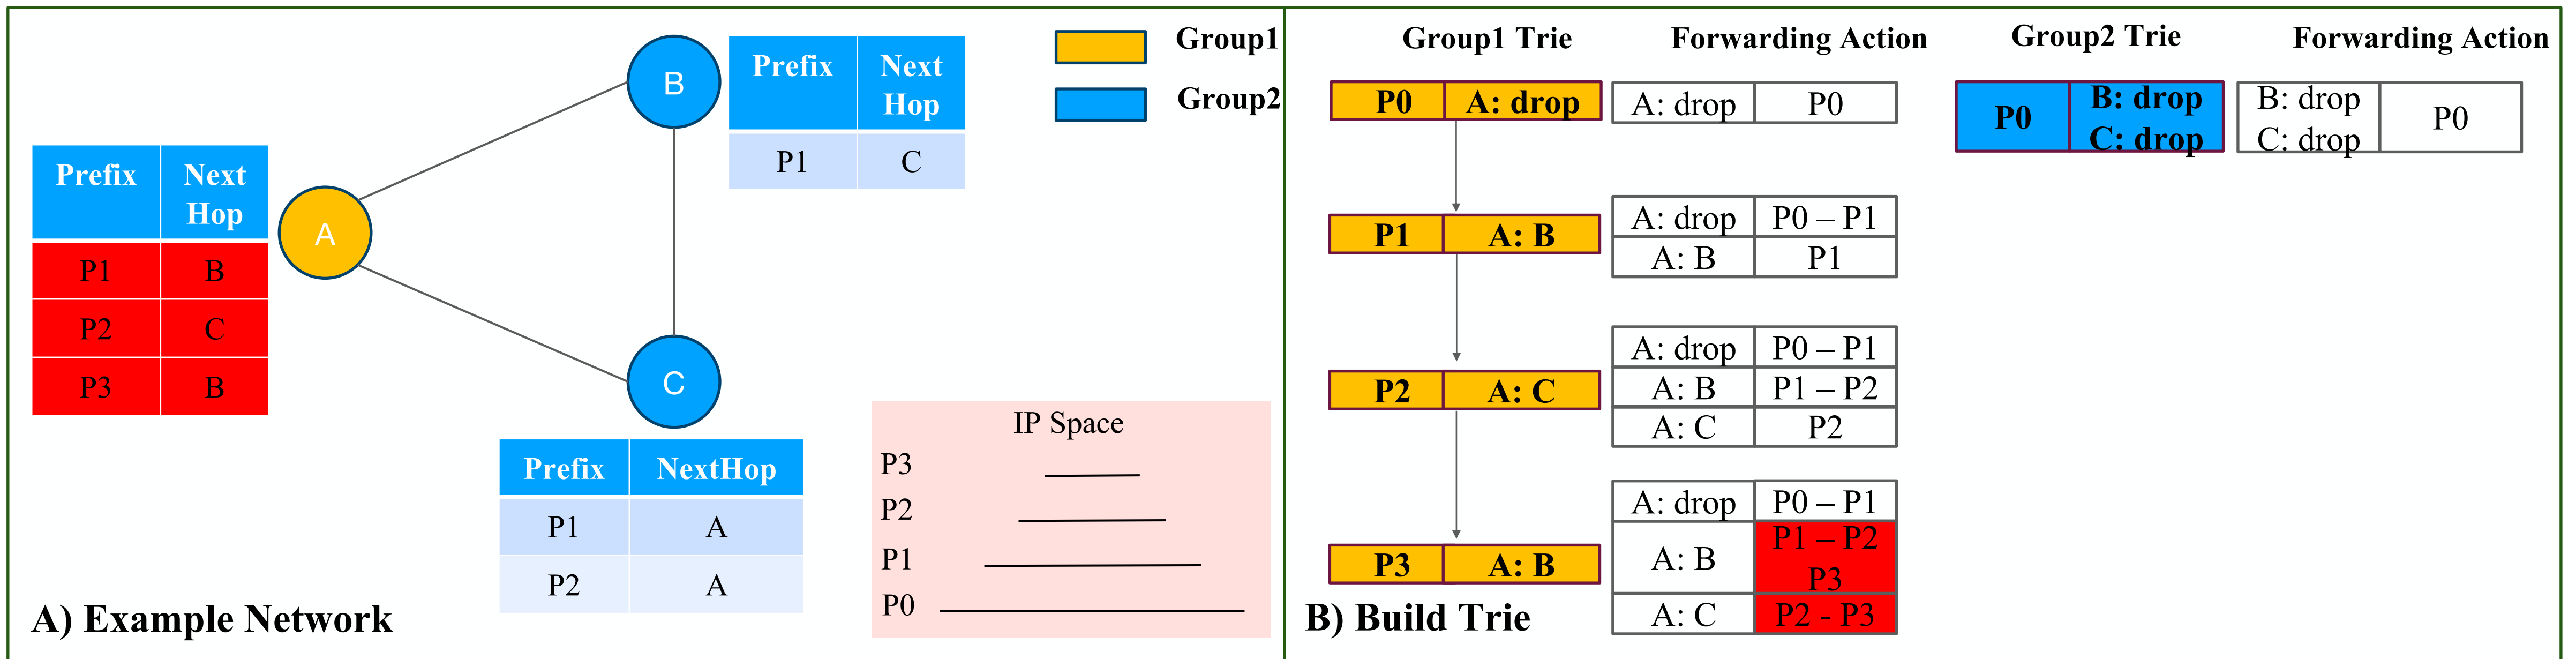 Prefix Next
Hop
P1 B
P2 C
P3 B
A
B
C
Prefix Next
Hop
P1 C
Group1
Group2
Prefix NextHop
P1 A
P2 A
IP Space
P3
P2
P1
P0
A) Example Network
Group1 Trie Forwarding Action Group2 Trie Forwarding Action
P0 A: drop
A: drop P0
P0 B: drop
C: drop
B: drop P0
C: drop
P1 A: B
A: drop P0 – P1
A: B P1
P2 A: C
A: drop P0 – P1
A: B P1 – P2
A: C P2
P3 A: B
A: drop P0 – P1
A: B P1 – P2
P3
A: C P2 - P3
B) Build Trie